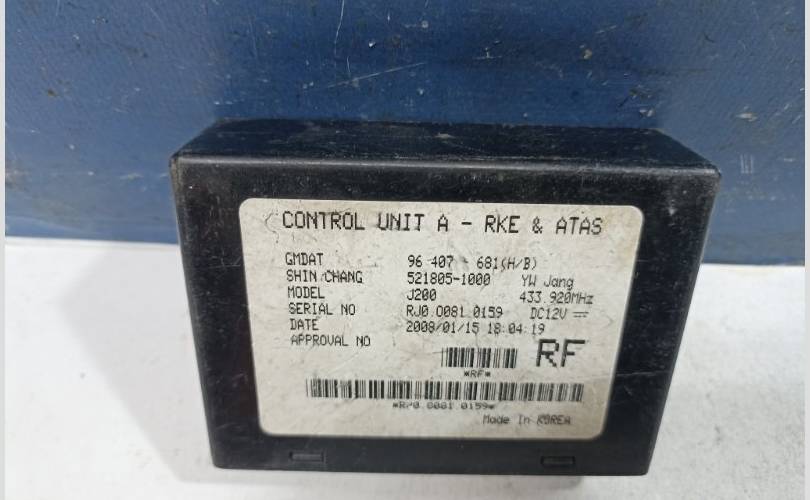 CONTROL UNIT A - RKE & ATAS
GMDAT 96 407 - 681(H/B)
SHIN CHANG 521805-1000 YW Jang
MODEL J200 433.920MHz
SERIAL NO RJ0.0081.0159 DC12V ⎓
DATE 2008/01/15 18:04:19
APPROVAL NO
RF
*RF*
*RP0.0081.0159*
Made In KOREA